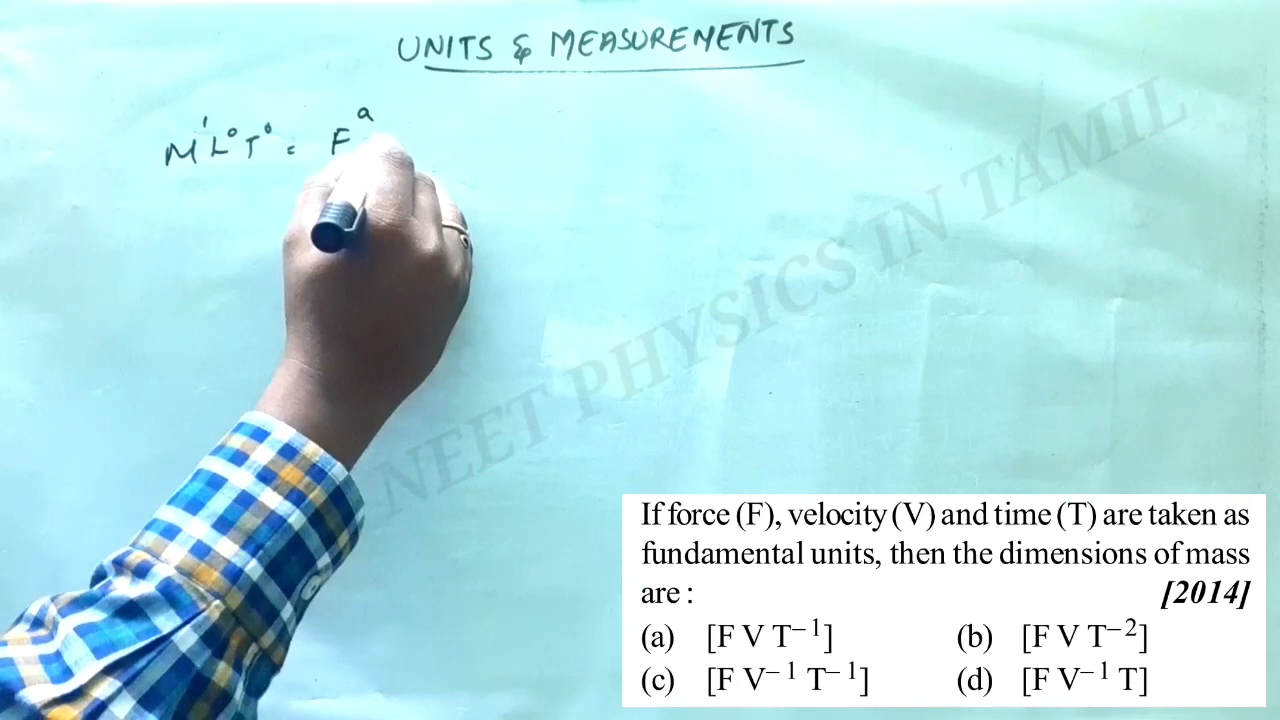 UNITS & MEASUREMENTS
M¹L⁰T⁰ = Fᵃ
NEET PHYSICS IN TAMIL
If force (F), velocity (V) and time (T) are taken as
fundamental units, then the dimensions of mass
are : [2014]
(a) [F V T⁻¹] (b) [F V T⁻²]
(c) [F V⁻¹ T⁻¹] (d) [F V⁻¹ T]